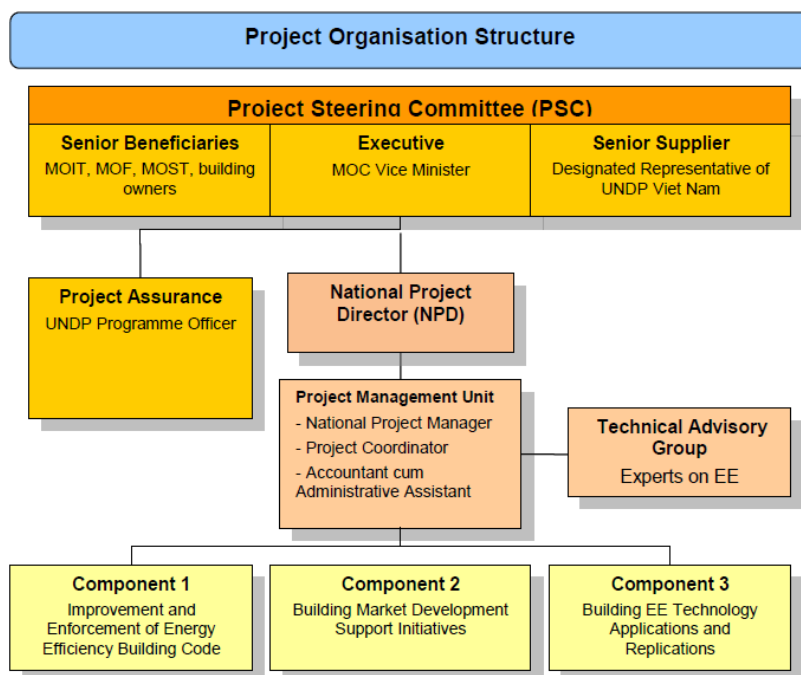 Project Organisation Structure
Project Steering Committee (PSC)
Senior Beneficiaries
MOIT, MOF, MOST, building
owners
Executive
MOC Vice Minister
Senior Supplier
Designated Representative of
UNDP Viet Nam
Project Assurance
UNDP Programme Officer
National Project
Director (NPD)
Project Management Unit
- National Project Manager
- Project Coordinator
- Accountant cum
Administrative Assistant
Technical Advisory
Group
Experts on EE
Component 1
Improvement and
Enforcement of Energy
Efficiency Building Code
Component 2
Building Market Development
Support Initiatives
Component 3
Building EE Technology
Applications and
Replications